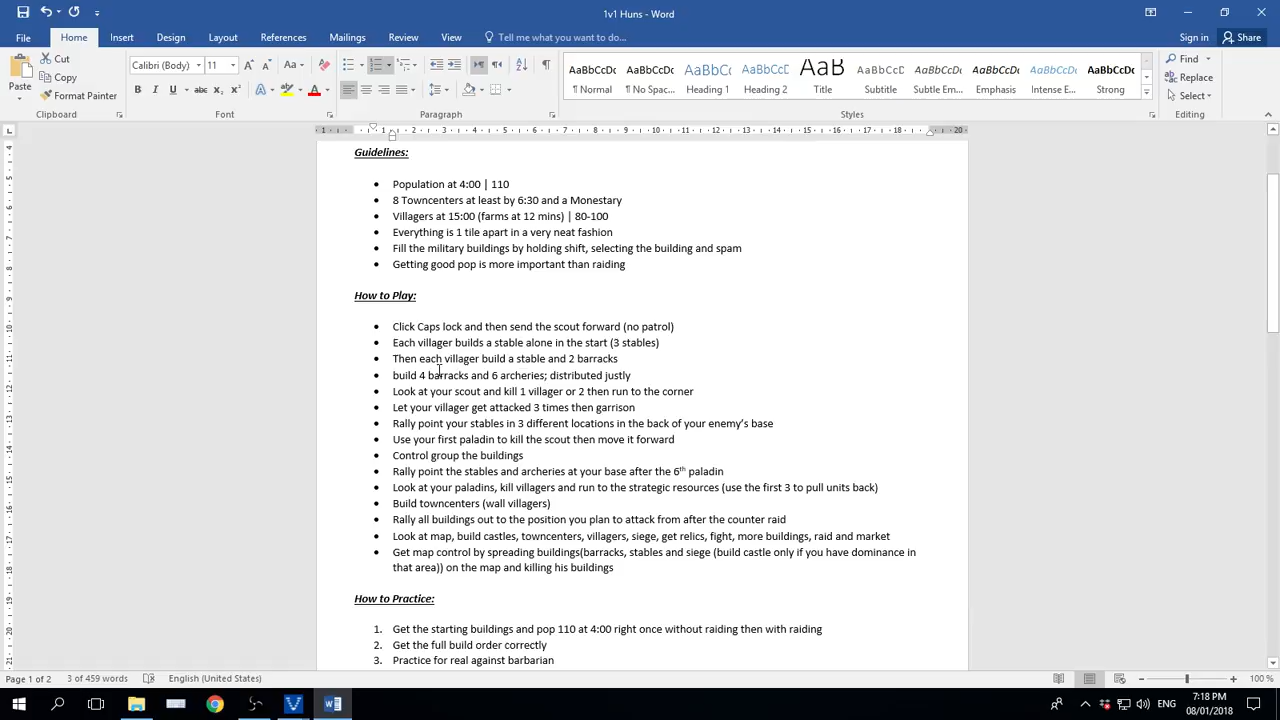 1v1 Huns - Word
File Home Insert Design Layout References Mailings Review View Tell me what you want to do... Sign in Share
Cut
Copy
Format Painter
Paste
Calibri (Body) 11
AaBbCcDc AaBbCcDc AaBbCc AaBbCcD AaB AaBbCcD AaBbCcDc AaBbCcDc AaBbCcDc AaBbCcDc
¶ Normal ¶ No Spac... Heading 1 Heading 2 Title Subtitle Subtle Em... Emphasis Intense E... Strong
Find
Replace
Select
Clipboard Font Paragraph Styles Editing
Guidelines:
• Population at 4:00 | 110
• 8 Towncenters at least by 6:30 and a Monestary
• Villagers at 15:00 (farms at 12 mins) | 80-100
• Everything is 1 tile apart in a very neat fashion
• Fill the military buildings by holding shift, selecting the building and spam
• Getting good pop is more important than raiding
How to Play:
• Click Caps lock and then send the scout forward (no patrol)
• Each villager builds a stable alone in the start (3 stables)
• Then each villager build a stable and 2 barracks
• build 4 barracks and 6 archeries; distributed justly
• Look at your scout and kill 1 villager or 2 then run to the corner
• Let your villager get attacked 3 times then garrison
• Rally point your stables in 3 different locations in the back of your enemy's base
• Use your first paladin to kill the scout then move it forward
• Control group the buildings
• Rally point the stables and archeries at your base after the 6th paladin
• Look at your paladins, kill villagers and run to the strategic resources (use the first 3 to pull units back)
• Build towncenters (wall villagers)
• Rally all buildings out to the position you plan to attack from after the counter raid
• Look at map, build castles, towncenters, villagers, siege, get relics, fight, more buildings, raid and market
• Get map control by spreading buildings(barracks, stables and siege (build castle only if you have dominance in
that area)) on the map and killing his buildings
How to Practice:
1. Get the starting buildings and pop 110 at 4:00 right once without raiding then with raiding
2. Get the full build order correctly
3. Practice for real against barbarian
Page 1 of 2 3 of 459 words English (United States) 100 %
ENG
7:18 PM
08/01/2018